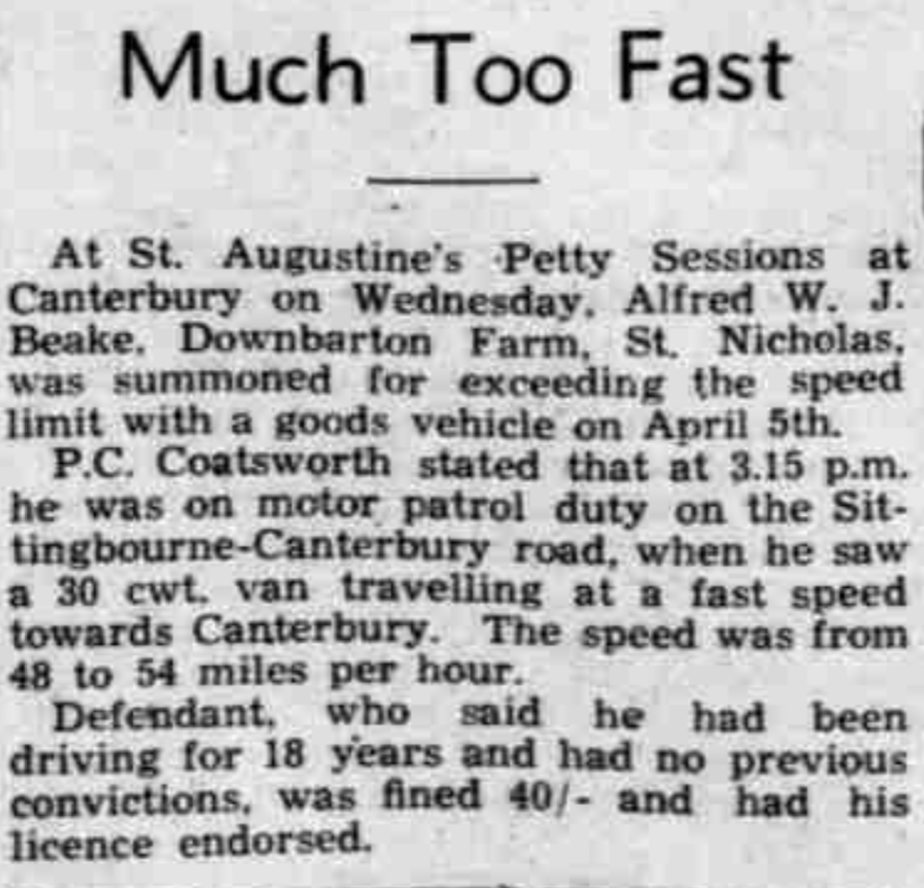 Much Too Fast
At St. Augustine's Petty Sessions at
Canterbury on Wednesday, Alfred W. J.
Beake, Downbarton Farm, St. Nicholas,
was summoned for exceeding the speed
limit with a goods vehicle on April 5th.
P.C. Coatsworth stated that at 3.15 p.m.
he was on motor patrol duty on the Sit-
tingbourne-Canterbury road, when he saw
a 30 cwt. van travelling at a fast speed
towards Canterbury. The speed was from
48 to 54 miles per hour.
Defendant, who said he had been
driving for 18 years and had no previous
convictions, was fined 40/- and had his
licence endorsed.